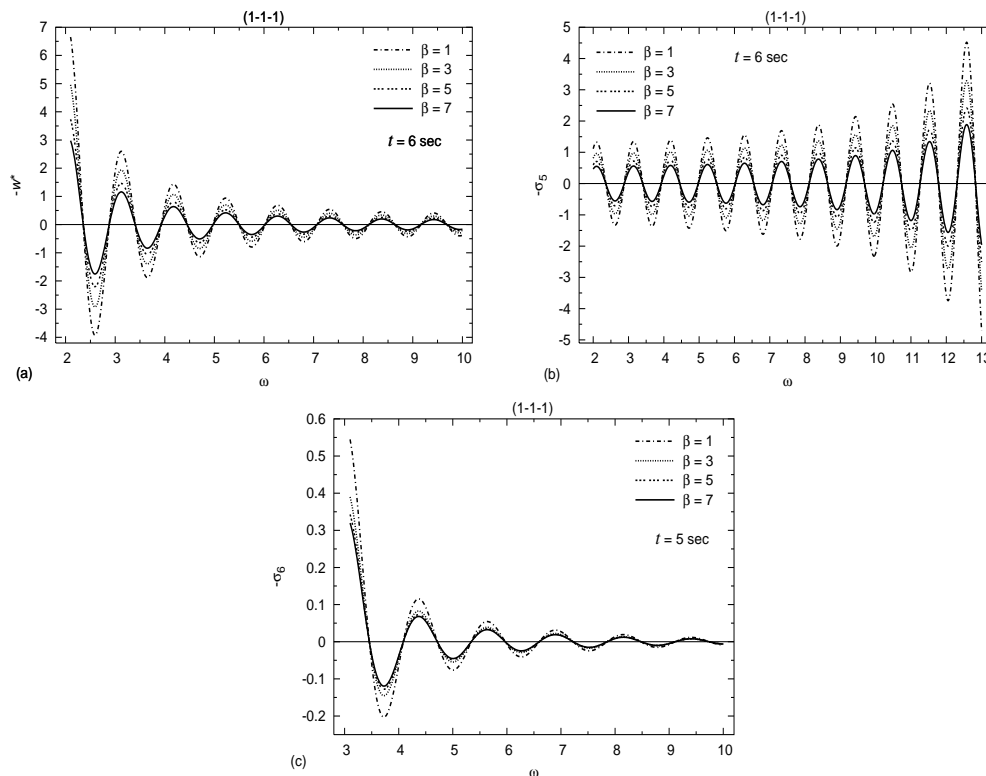 (1-1-1)
7
6
5
4
3
2
1
0
-1
-2
-3
-4
-w*
β = 1
β = 3
β = 5
β = 7
t = 6 sec
2 3 4 5 6 7 8 9 10
(a)
ω
(1-1-1)
5
4
3
2
1
0
-1
-2
-3
-4
-5
-σ5
β = 1
β = 3
β = 5
β = 7
t = 6 sec
2 3 4 5 6 7 8 9 10 11 12 13
(b)
ω
(1-1-1)
0.6
0.5
0.4
0.3
0.2
0.1
0
-0.1
-0.2
-σ6
β = 1
β = 3
β = 5
β = 7
t = 5 sec
3 4 5 6 7 8 9 10
(c)
ω